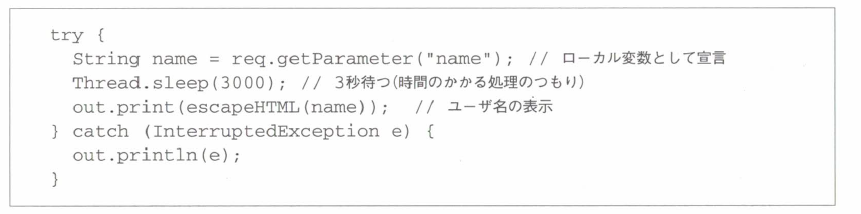 try {
  String name = req.getParameter("name"); // ローカル変数として宣言
  Thread.sleep(3000); // 3秒待つ(時間のかかる処理のつもり)
  out.print(escapeHTML(name));  // ユーザ名の表示
} catch (InterruptedException e) {
  out.println(e);
}